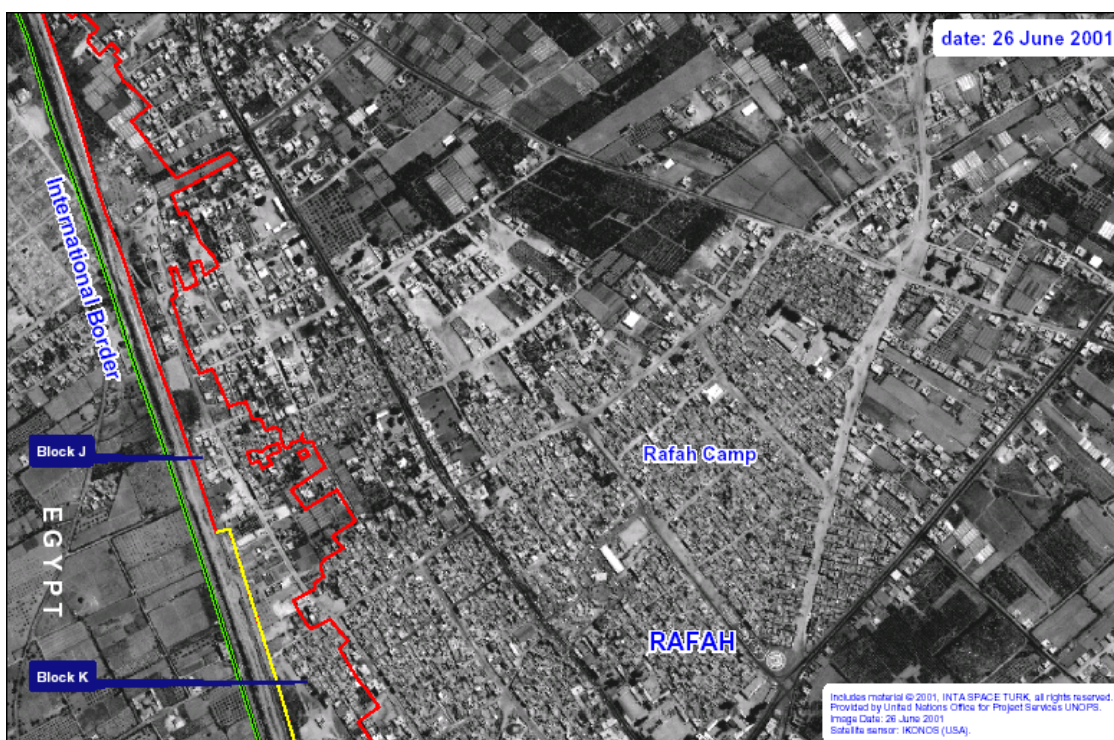 date: 26 June 2001
International Border
Block J
Rafah Camp
EGYPT
RAFAH
Block K
Includes material © 2001, INTA SPACE TURK, all rights reserved.
Provided by United Nations Office for Project Services UNOPS.
Image Date: 26 June 2001
Satellite sensor: IKONOS (USA).